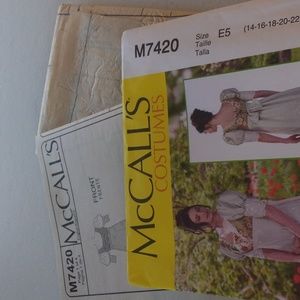 M7420
Size
Taille
Talla
E5
(14-16-18-20-22
McCALL'S
COSTUMES
McCALL'S
M7420
FRONT